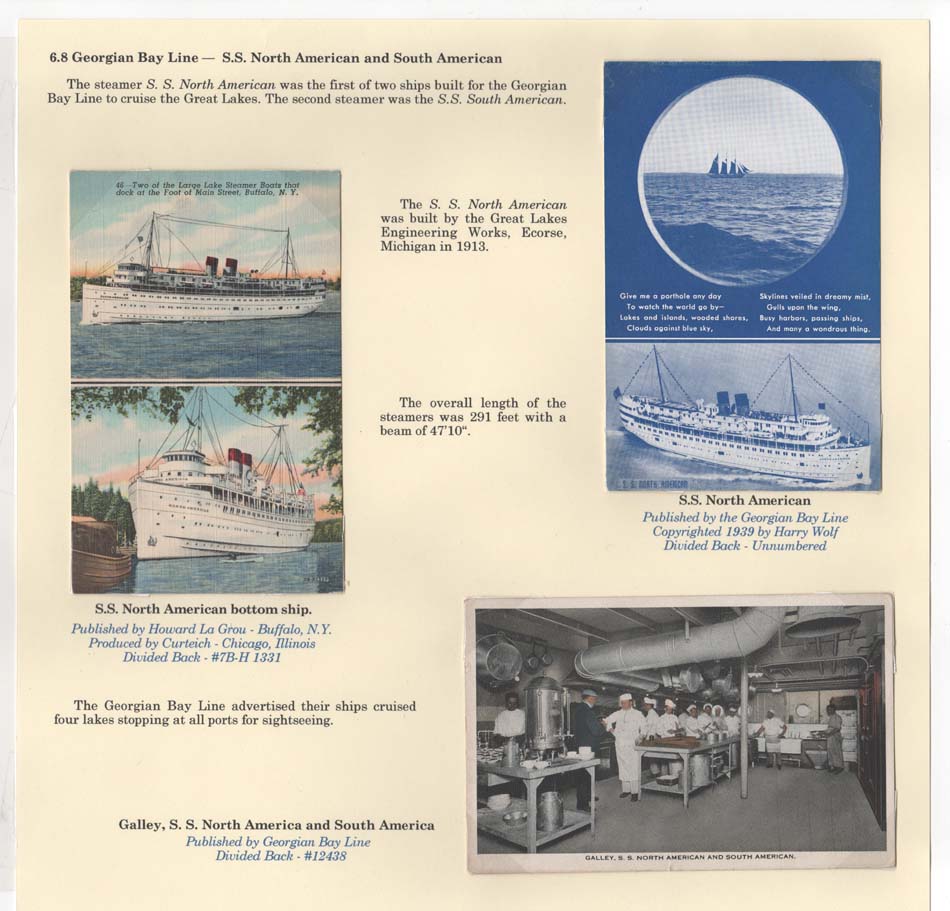 6.8 Georgian Bay Line — S.S. North American and South American
The steamer S. S. North American was the first of two ships built for the Georgian
Bay Line to cruise the Great Lakes. The second steamer was the S.S. South American.
46—Two of the Large Lake Steamer Boats that
dock at the Foot of Main Street, Buffalo, N. Y.
The S. S. North American
was built by the Great Lakes
Engineering Works, Ecorse,
Michigan in 1913.
Give me a porthole any day
To watch the world go by—
Lakes and islands, wooded shores,
Clouds against blue sky,
Skylines veiled in dreamy mist,
Gulls upon the wing,
Busy harbors, passing ships,
And many a wondrous thing.
The overall length of the
steamers was 291 feet with a
beam of 47'10“.
S. S. NORTH AMERICAN
S.S. North American
Published by the Georgian Bay Line
Copyrighted 1939 by Harry Wolf
Divided Back - Unnumbered
NORTH AMERICAN
S.S. North American bottom ship.
Published by Howard La Grou - Buffalo, N.Y.
Produced by Curteich - Chicago, Illinois
Divided Back - #7B-H 1331
The Georgian Bay Line advertised their ships cruised
four lakes stopping at all ports for sightseeing.
Galley, S. S. North America and South America
Published by Georgian Bay Line
Divided Back - #12438
GALLEY, S. S. NORTH AMERICAN AND SOUTH AMERICAN.